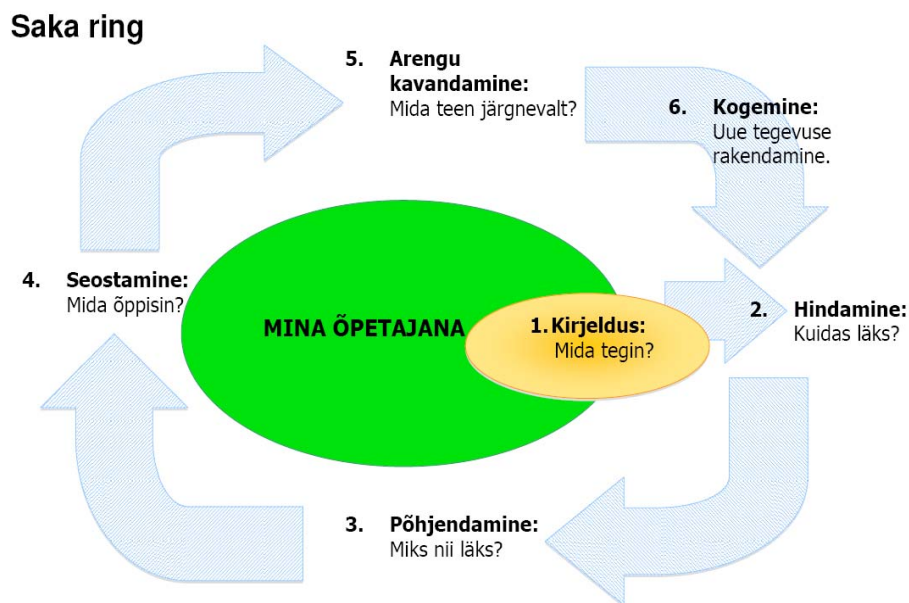 Saka ring
5. Arengu
kavandamine:
Mida teen järgnevalt?
6. Kogemine:
Uue tegevuse
rakendamine.
4. Seostamine:
Mida õppisin?
MINA ÕPETAJANA
1. Kirjeldus:
Mida tegin?
2. Hindamine:
Kuidas läks?
3. Põhjendamine:
Miks nii läks?